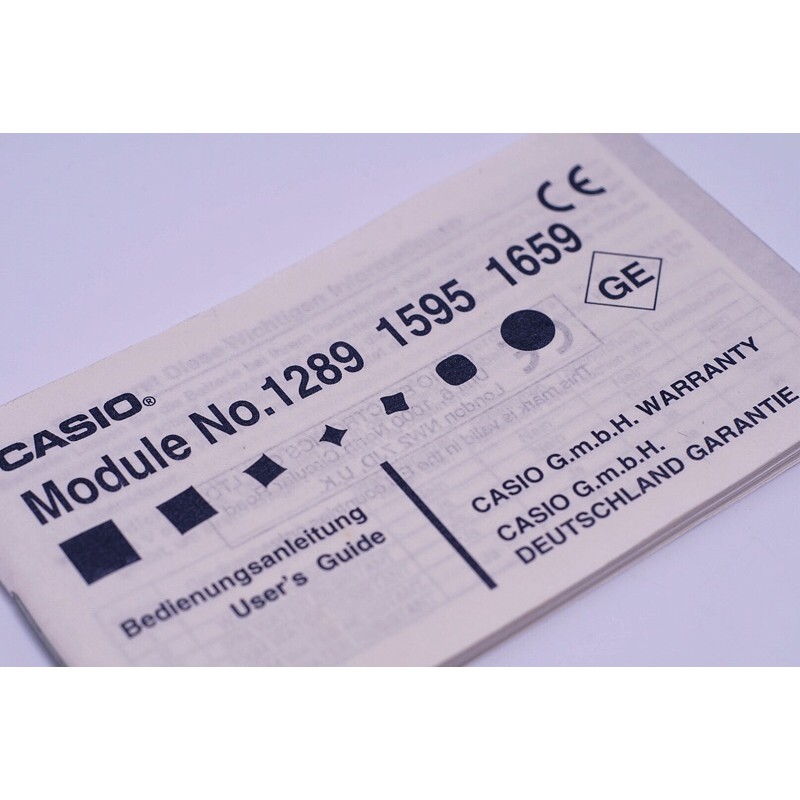 CE
CASIO®
Module No.1289 1595 1659
GE
Bedienungsanleitung
User's Guide
CASIO G.m.b.H. WARRANTY
CASIO G.m.b.H.
DEUTSCHLAND GARANTIE